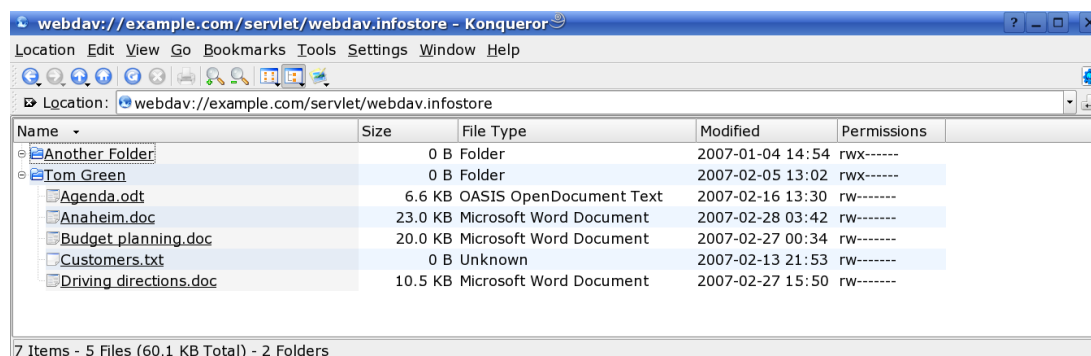 webdav://example.com/servlet/webdav.infostore - Konqueror
Location Edit View Go Bookmarks Tools Settings Window Help
Location: webdav://example.com/servlet/webdav.infostore
Name Size File Type Modified Permissions
Another Folder 0 B Folder 2007-01-04 14:54 rwx------
Tom Green 0 B Folder 2007-02-05 13:02 rwx------
Agenda.odt 6.6 KB OASIS OpenDocument Text 2007-02-16 13:30 rw-------
Anaheim.doc 23.0 KB Microsoft Word Document 2007-02-28 03:42 rw-------
Budget planning.doc 20.0 KB Microsoft Word Document 2007-02-27 00:34 rw-------
Customers.txt 0 B Unknown 2007-02-13 21:53 rw-------
Driving directions.doc 10.5 KB Microsoft Word Document 2007-02-27 15:50 rw-------
7 Items - 5 Files (60.1 KB Total) - 2 Folders